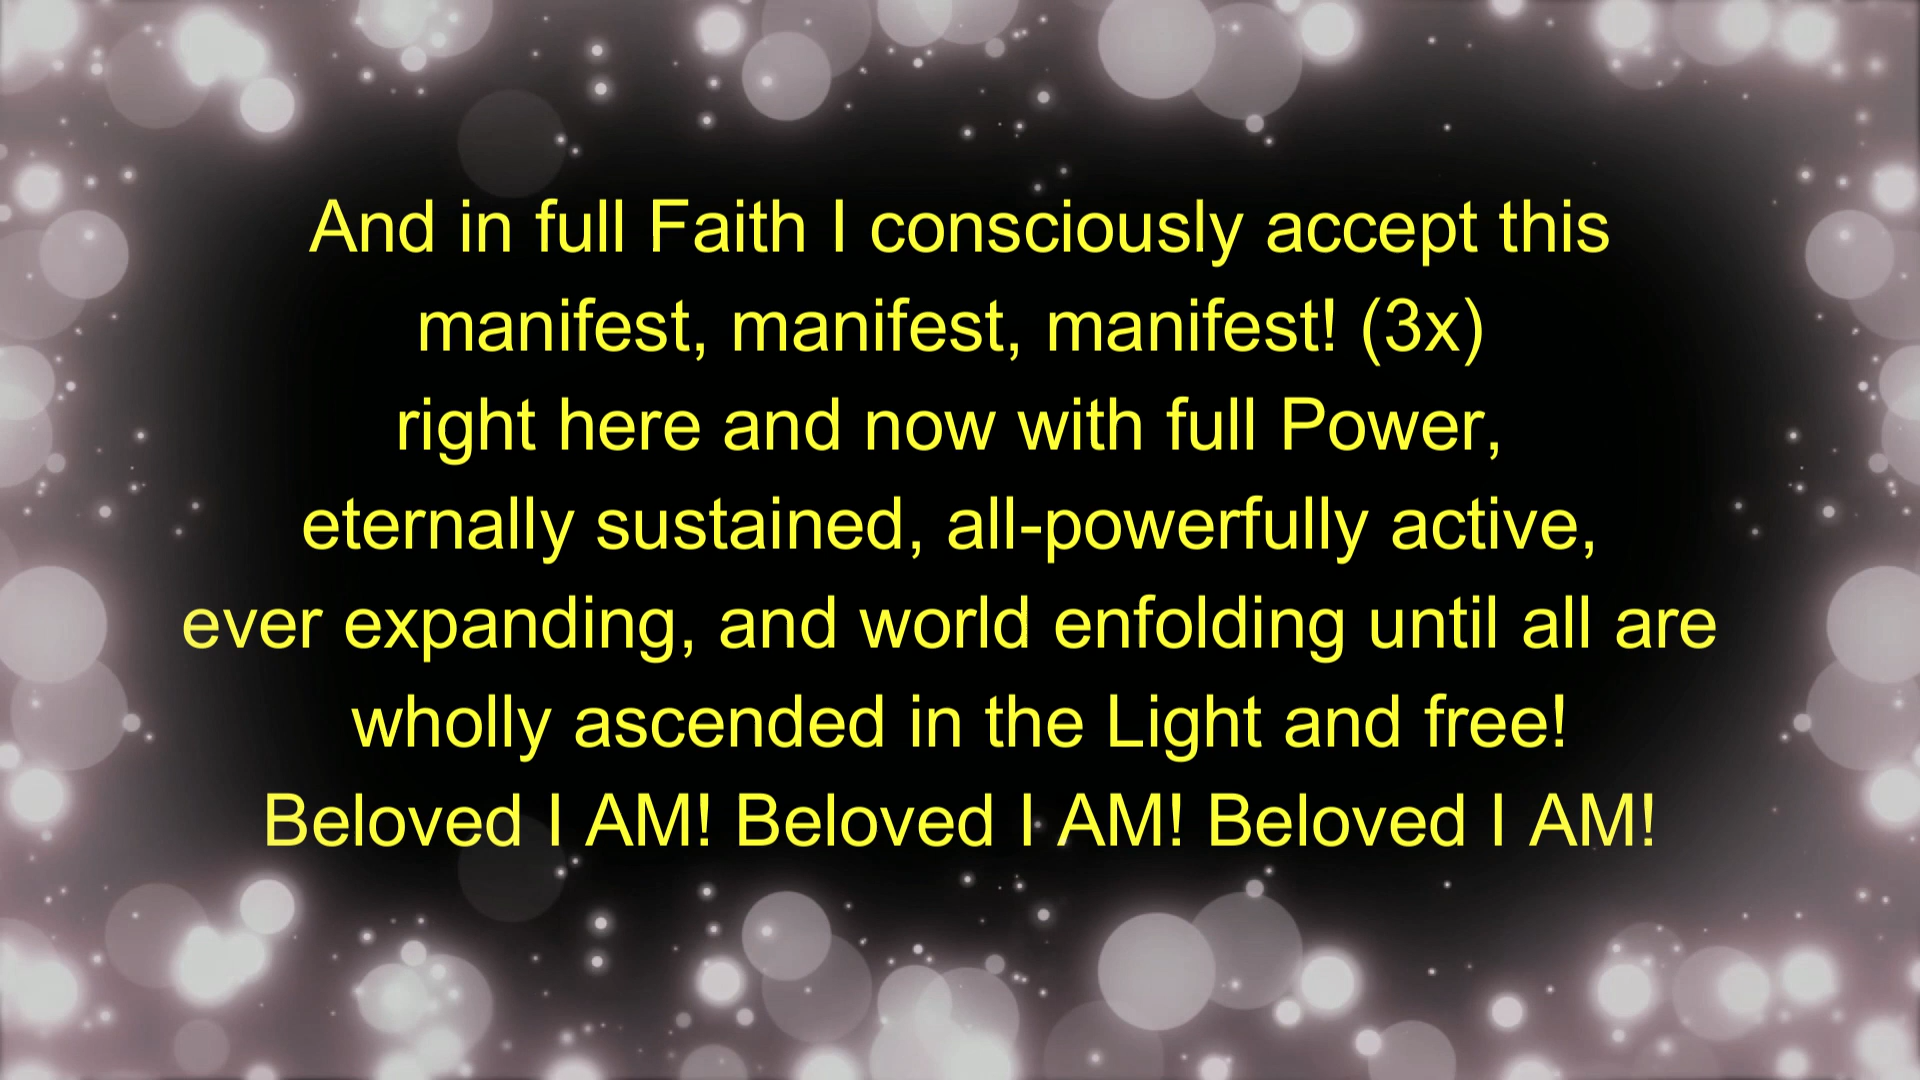 And in full Faith I consciously accept this
manifest, manifest, manifest! (3x)
right here and now with full Power,
eternally sustained, all-powerfully active,
ever expanding, and world enfolding until all are
wholly ascended in the Light and free!
Beloved I AM! Beloved I AM! Beloved I AM!